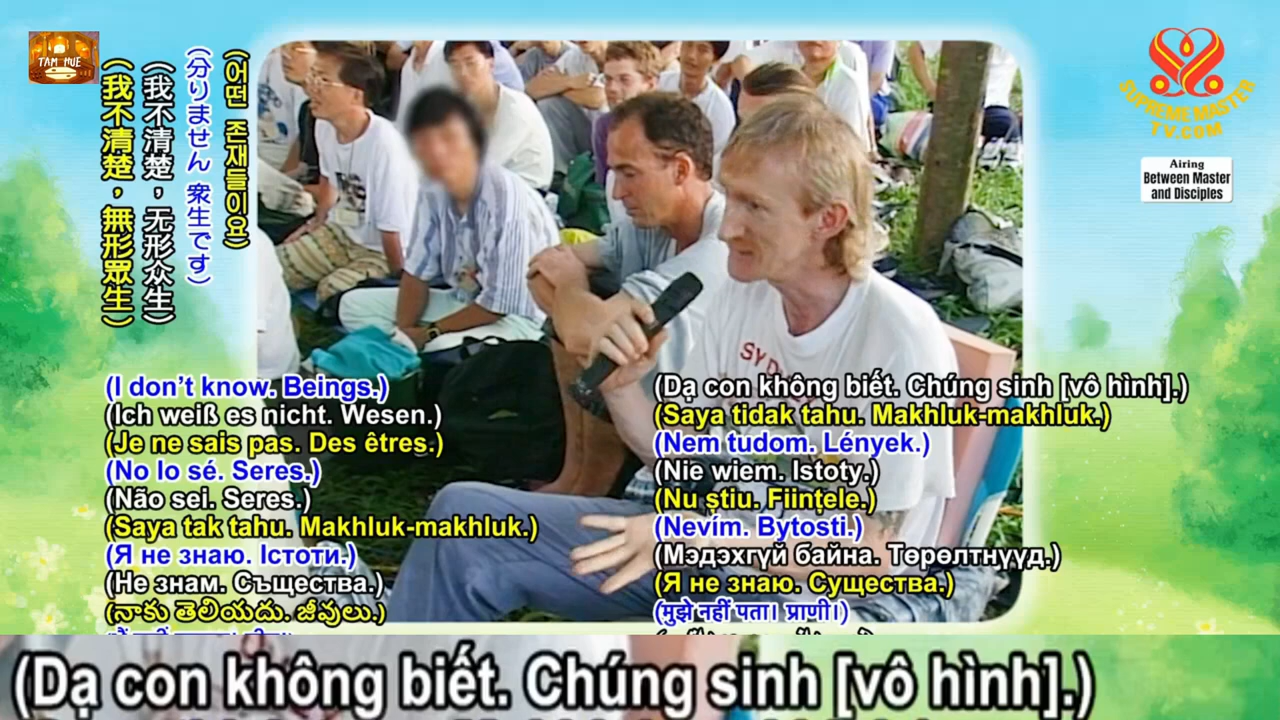 TAM HUE
(我不清楚，無形眾生)
(我不清楚，无形众生)
(分りません 衆生です)
(어떤 존재들이요)
SUPREME MASTER
TV.COM
Airing
Between Master
and Disciples
SYD
(I don't know. Beings.)
(Ich weiß es nicht. Wesen.)
(Je ne sais pas. Des êtres.)
(No lo sé. Seres.)
(Não sei. Seres.)
(Saya tak tahu. Makhluk-makhluk.)
(Я не знаю. Істоти.)
(Не знам. Същества.)
(నాకు తెలియదు. జీవులు.)
(Dạ con không biết. Chúng sinh [vô hình].)
(Saya tidak tahu. Makhluk-makhluk.)
(Nem tudom. Lények.)
(Nie wiem. Istoty.)
(Nu știu. Ființele.)
(Nevím. Bytosti.)
(Мэдэхгүй байна. Төрөлтнүүд.)
(Я не знаю. Существа.)
(मुझे नहीं पता। प्राणी।)
(Dạ con không biết. Chúng sinh [vô hình].)